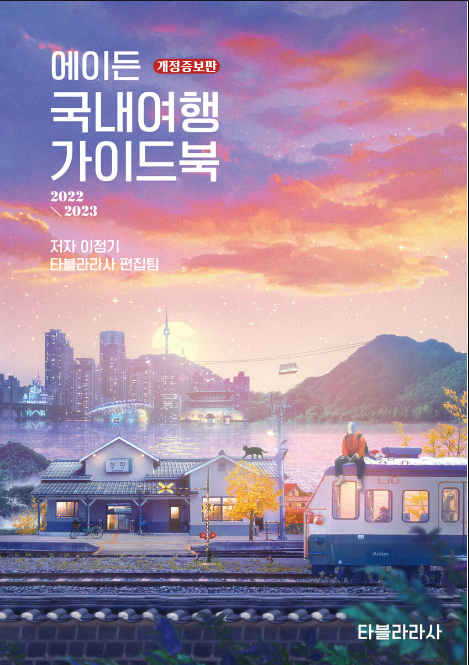 에이든 개정증보판
국내여행
가이드북
2022
\ 2023
저자 이정기
타블라라사 편집팀
Aiden
타블라라사